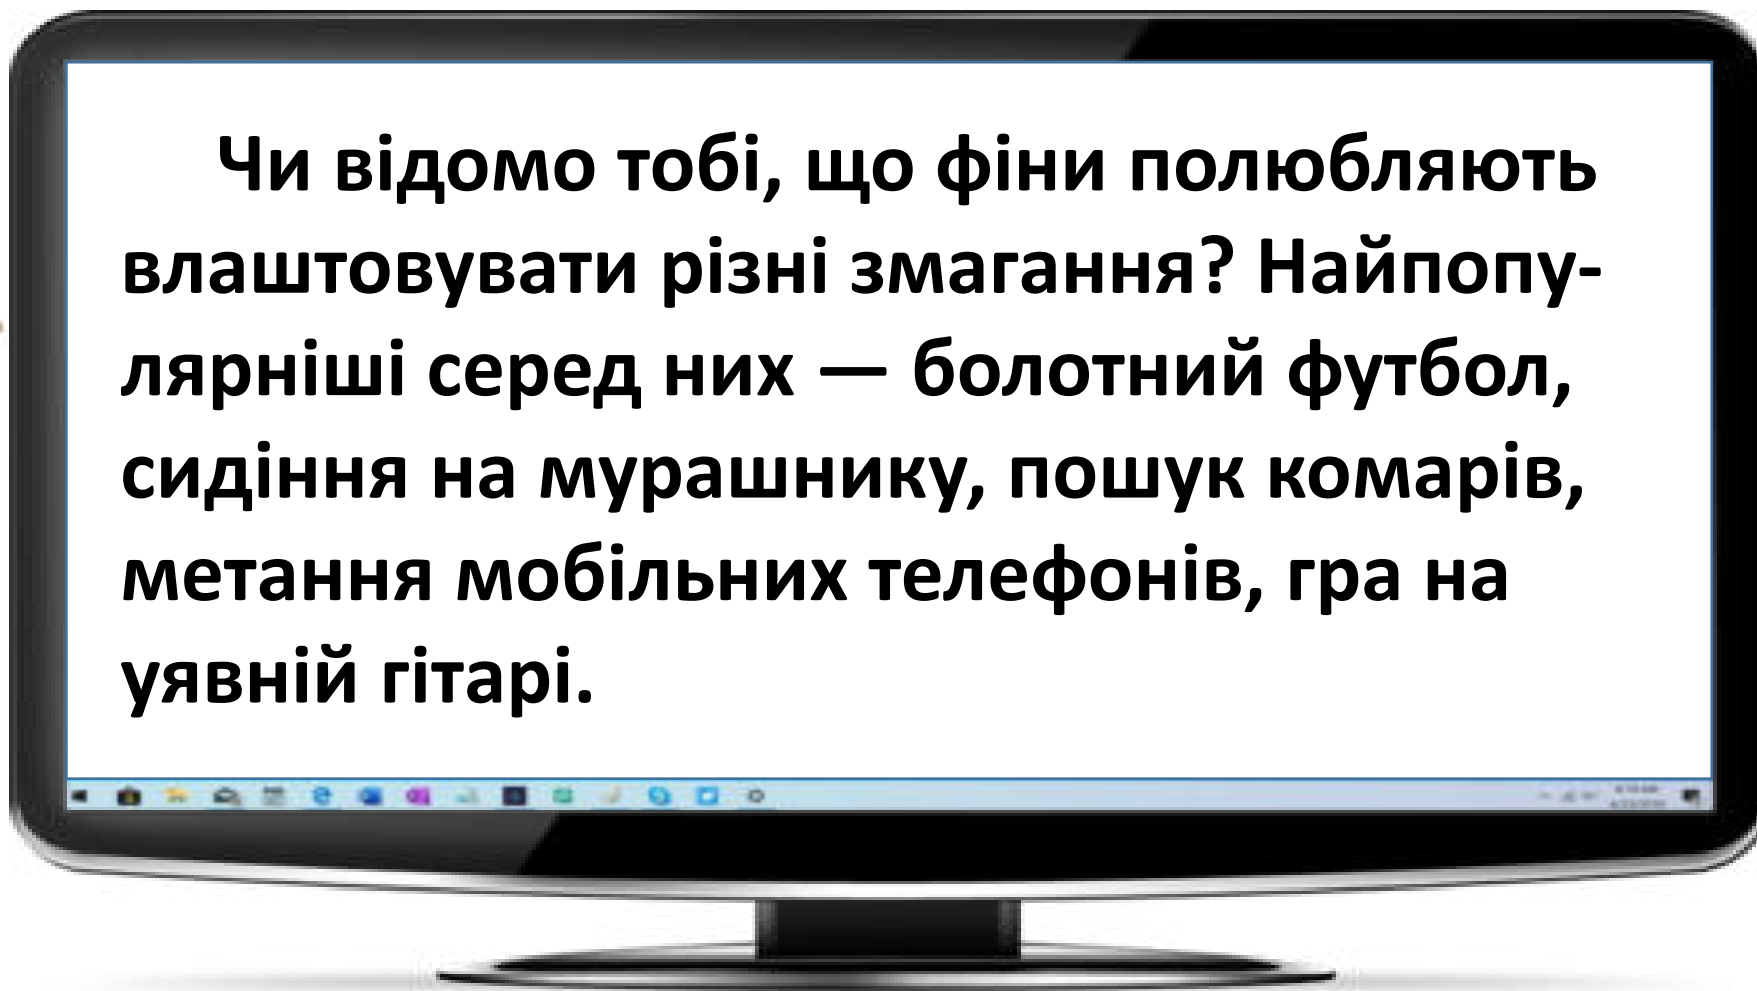 Чи відомо тобі, що фіни полюбляють
влаштовувати різні змагання? Найпопу-
лярніші серед них — болотний футбол,
сидіння на мурашнику, пошук комарів,
метання мобільних телефонів, гра на
уявній гітарі.